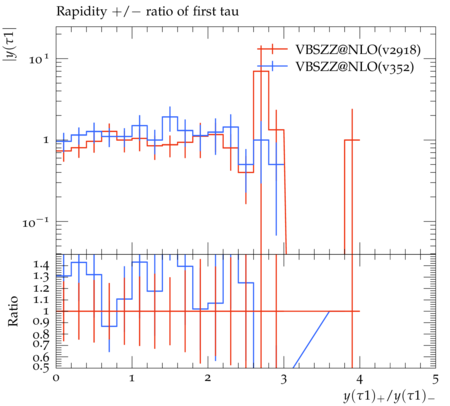 Rapidity +/− ratio of first tau
|y(τ1|
VBSZZ@NLO(v2918)
VBSZZ@NLO(v352)
10¹
1
10⁻¹
1.4
1.3
1.2
1.1
1
0.9
0.8
0.7
0.6
0.5
Ratio
0 1 2 3 4 5
y(τ1)₊/y(τ1)₋